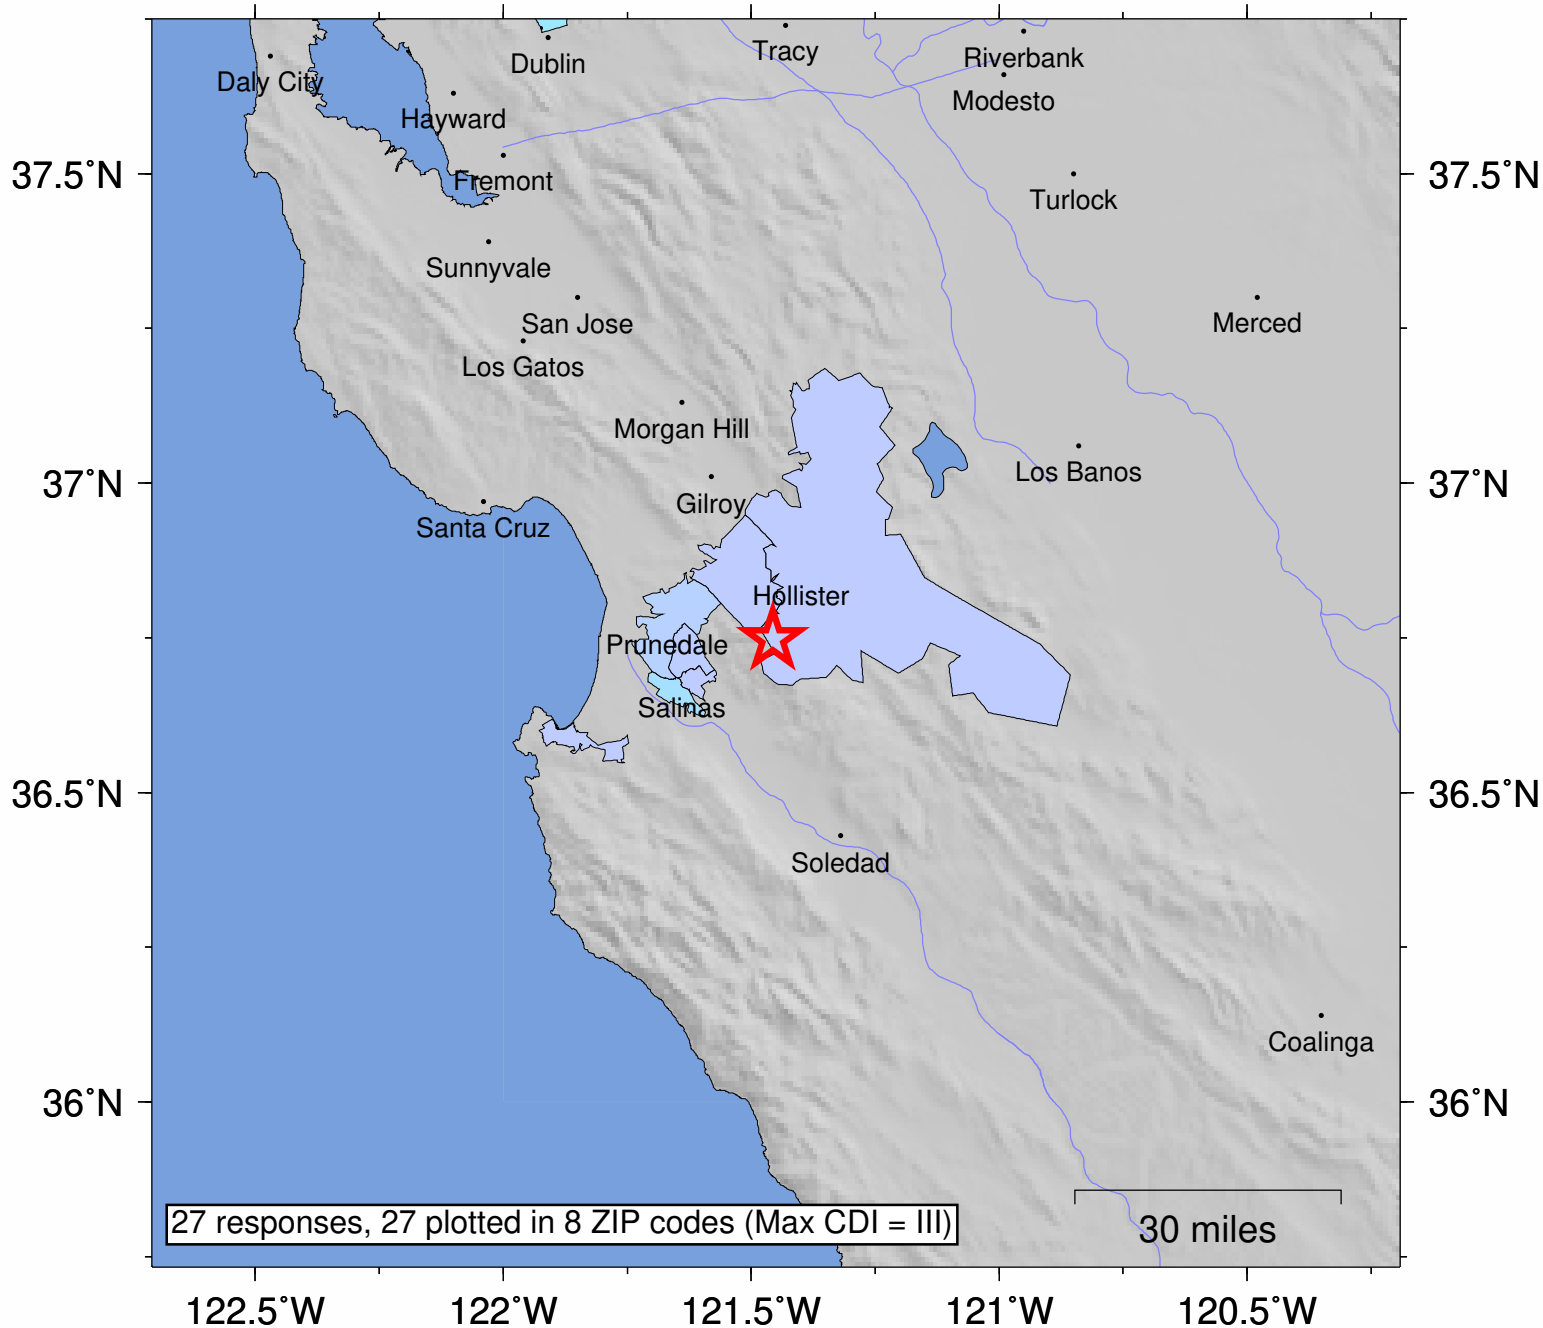 Tracy
Riverbank
Dublin
Daly City
Modesto
Hayward
37.5˚N
Fremont
37.5˚N
Turlock
Sunnyvale
San Jose
Merced
Los Gatos
Morgan Hill
37˚N
Los Banos
37˚N
Gilroy
Santa Cruz
Hollister
Prunedale
Salinas
36.5˚N
36.5˚N
Soledad
Coalinga
36˚N
36˚N
27 responses, 27 plotted in 8 ZIP codes (Max CDI = III)
30 miles
122.5˚W
122˚W
121.5˚W
121˚W
120.5˚W